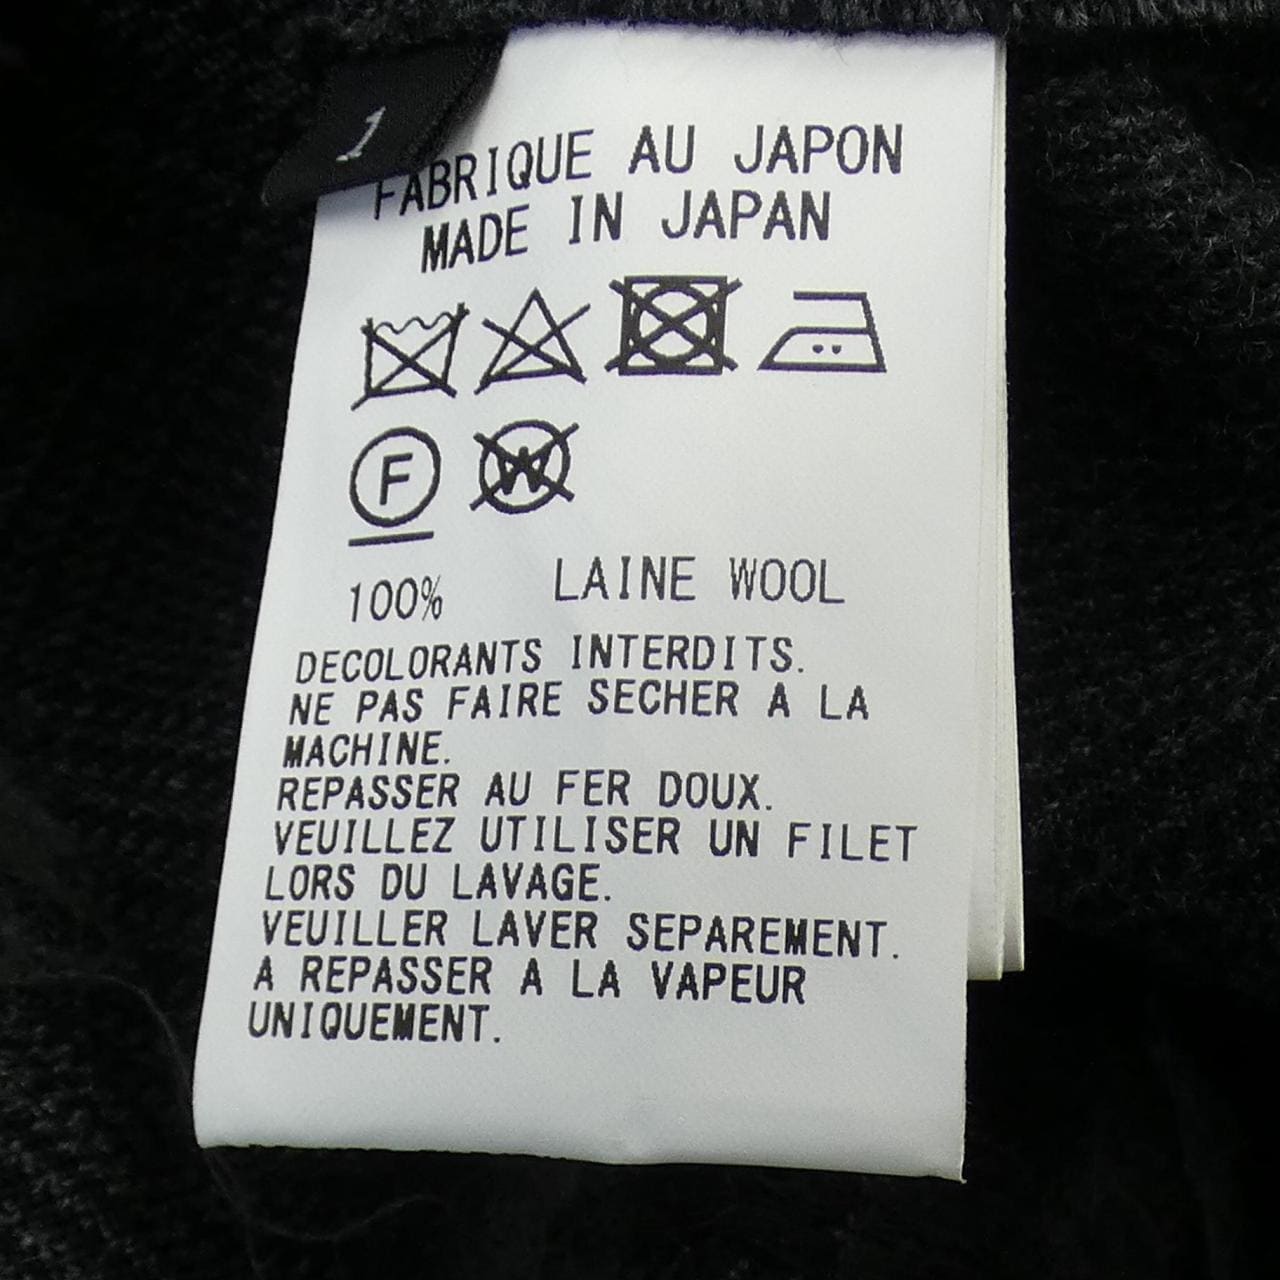 1
FABRIQUE AU JAPON
MADE IN JAPAN
F W
100% LAINE WOOL
DECOLORANTS INTERDITS.
NE PAS FAIRE SECHER A LA
MACHINE.
REPASSER AU FER DOUX.
VEUILLEZ UTILISER UN FILET
LORS DU LAVAGE.
VEUILLER LAVER SEPAREMENT.
A REPASSER A LA VAPEUR
UNIQUEMENT.